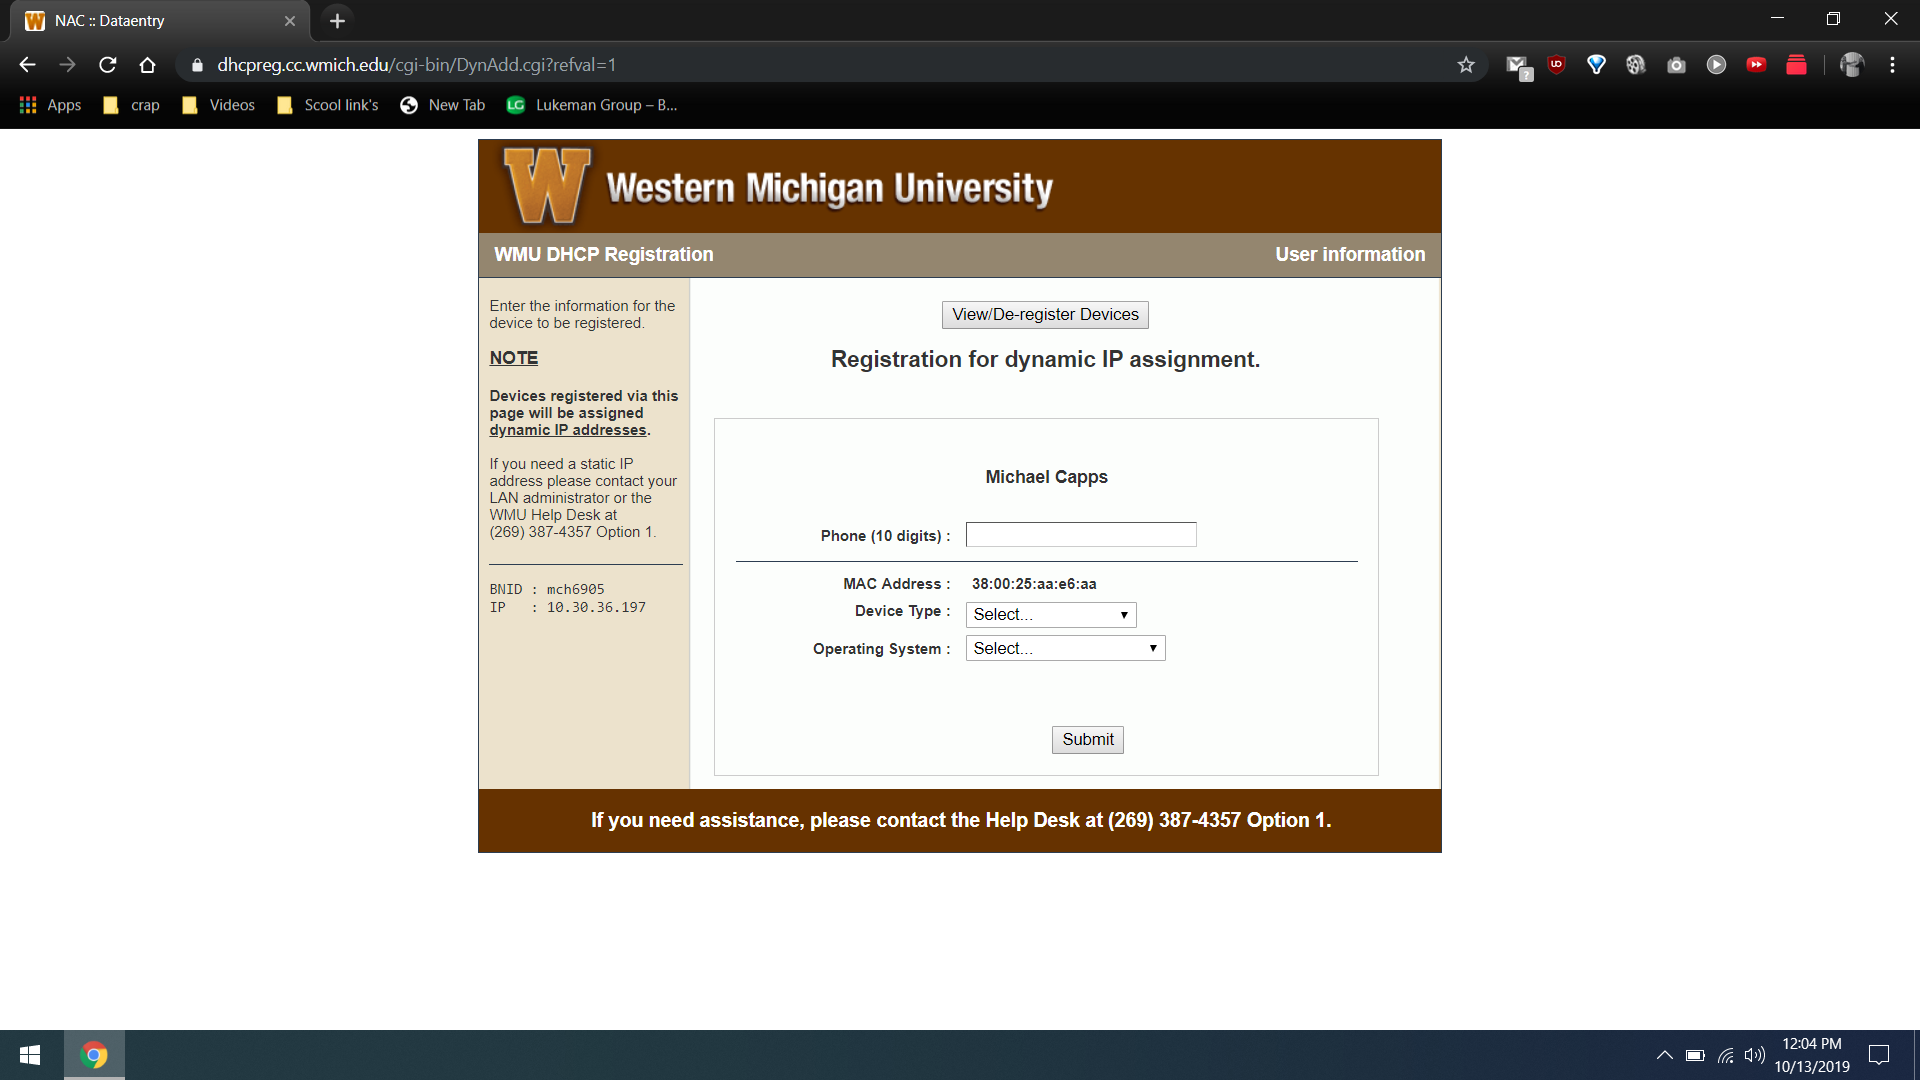 NAC :: Dataentry
dhcpreg.cc.wmich.edu/cgi-bin/DynAdd.cgi?refval=1
Apps crap Videos Scool link's New Tab LG Lukeman Group – B...
W Western Michigan University
WMU DHCP Registration User information
Enter the information for the
device to be registered.
NOTE
Devices registered via this
page will be assigned
dynamic IP addresses.
If you need a static IP
address please contact your
LAN administrator or the
WMU Help Desk at
(269) 387-4357 Option 1.
BNID : mch6905
IP : 10.30.36.197
View/De-register Devices
Registration for dynamic IP assignment.
Michael Capps
Phone (10 digits) :
MAC Address : 38:00:25:aa:e6:aa
Device Type : Select...
Operating System : Select...
Submit
If you need assistance, please contact the Help Desk at (269) 387-4357 Option 1.
12:04 PM
10/13/2019